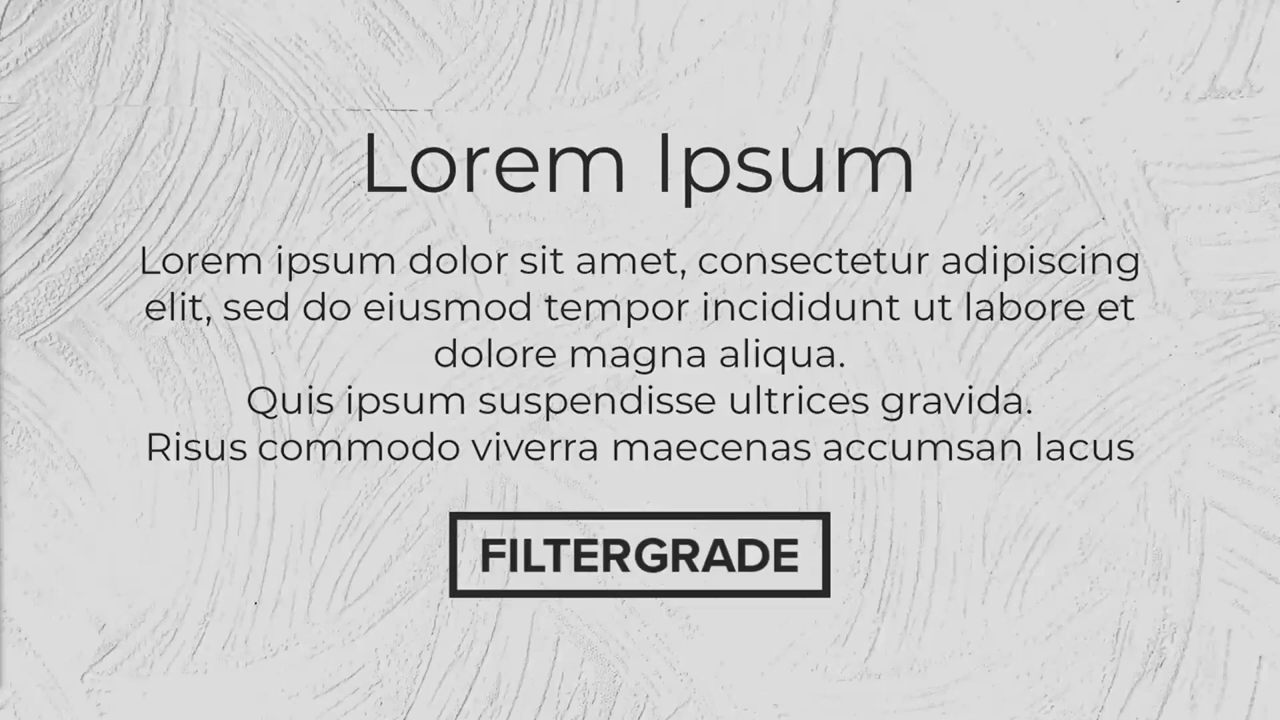 Lorem Ipsum
Lorem ipsum dolor sit amet, consectetur adipiscing
elit, sed do eiusmod tempor incididunt ut labore et
dolore magna aliqua.
Quis ipsum suspendisse ultrices gravida.
Risus commodo viverra maecenas accumsan lacus
FILTERGRADE